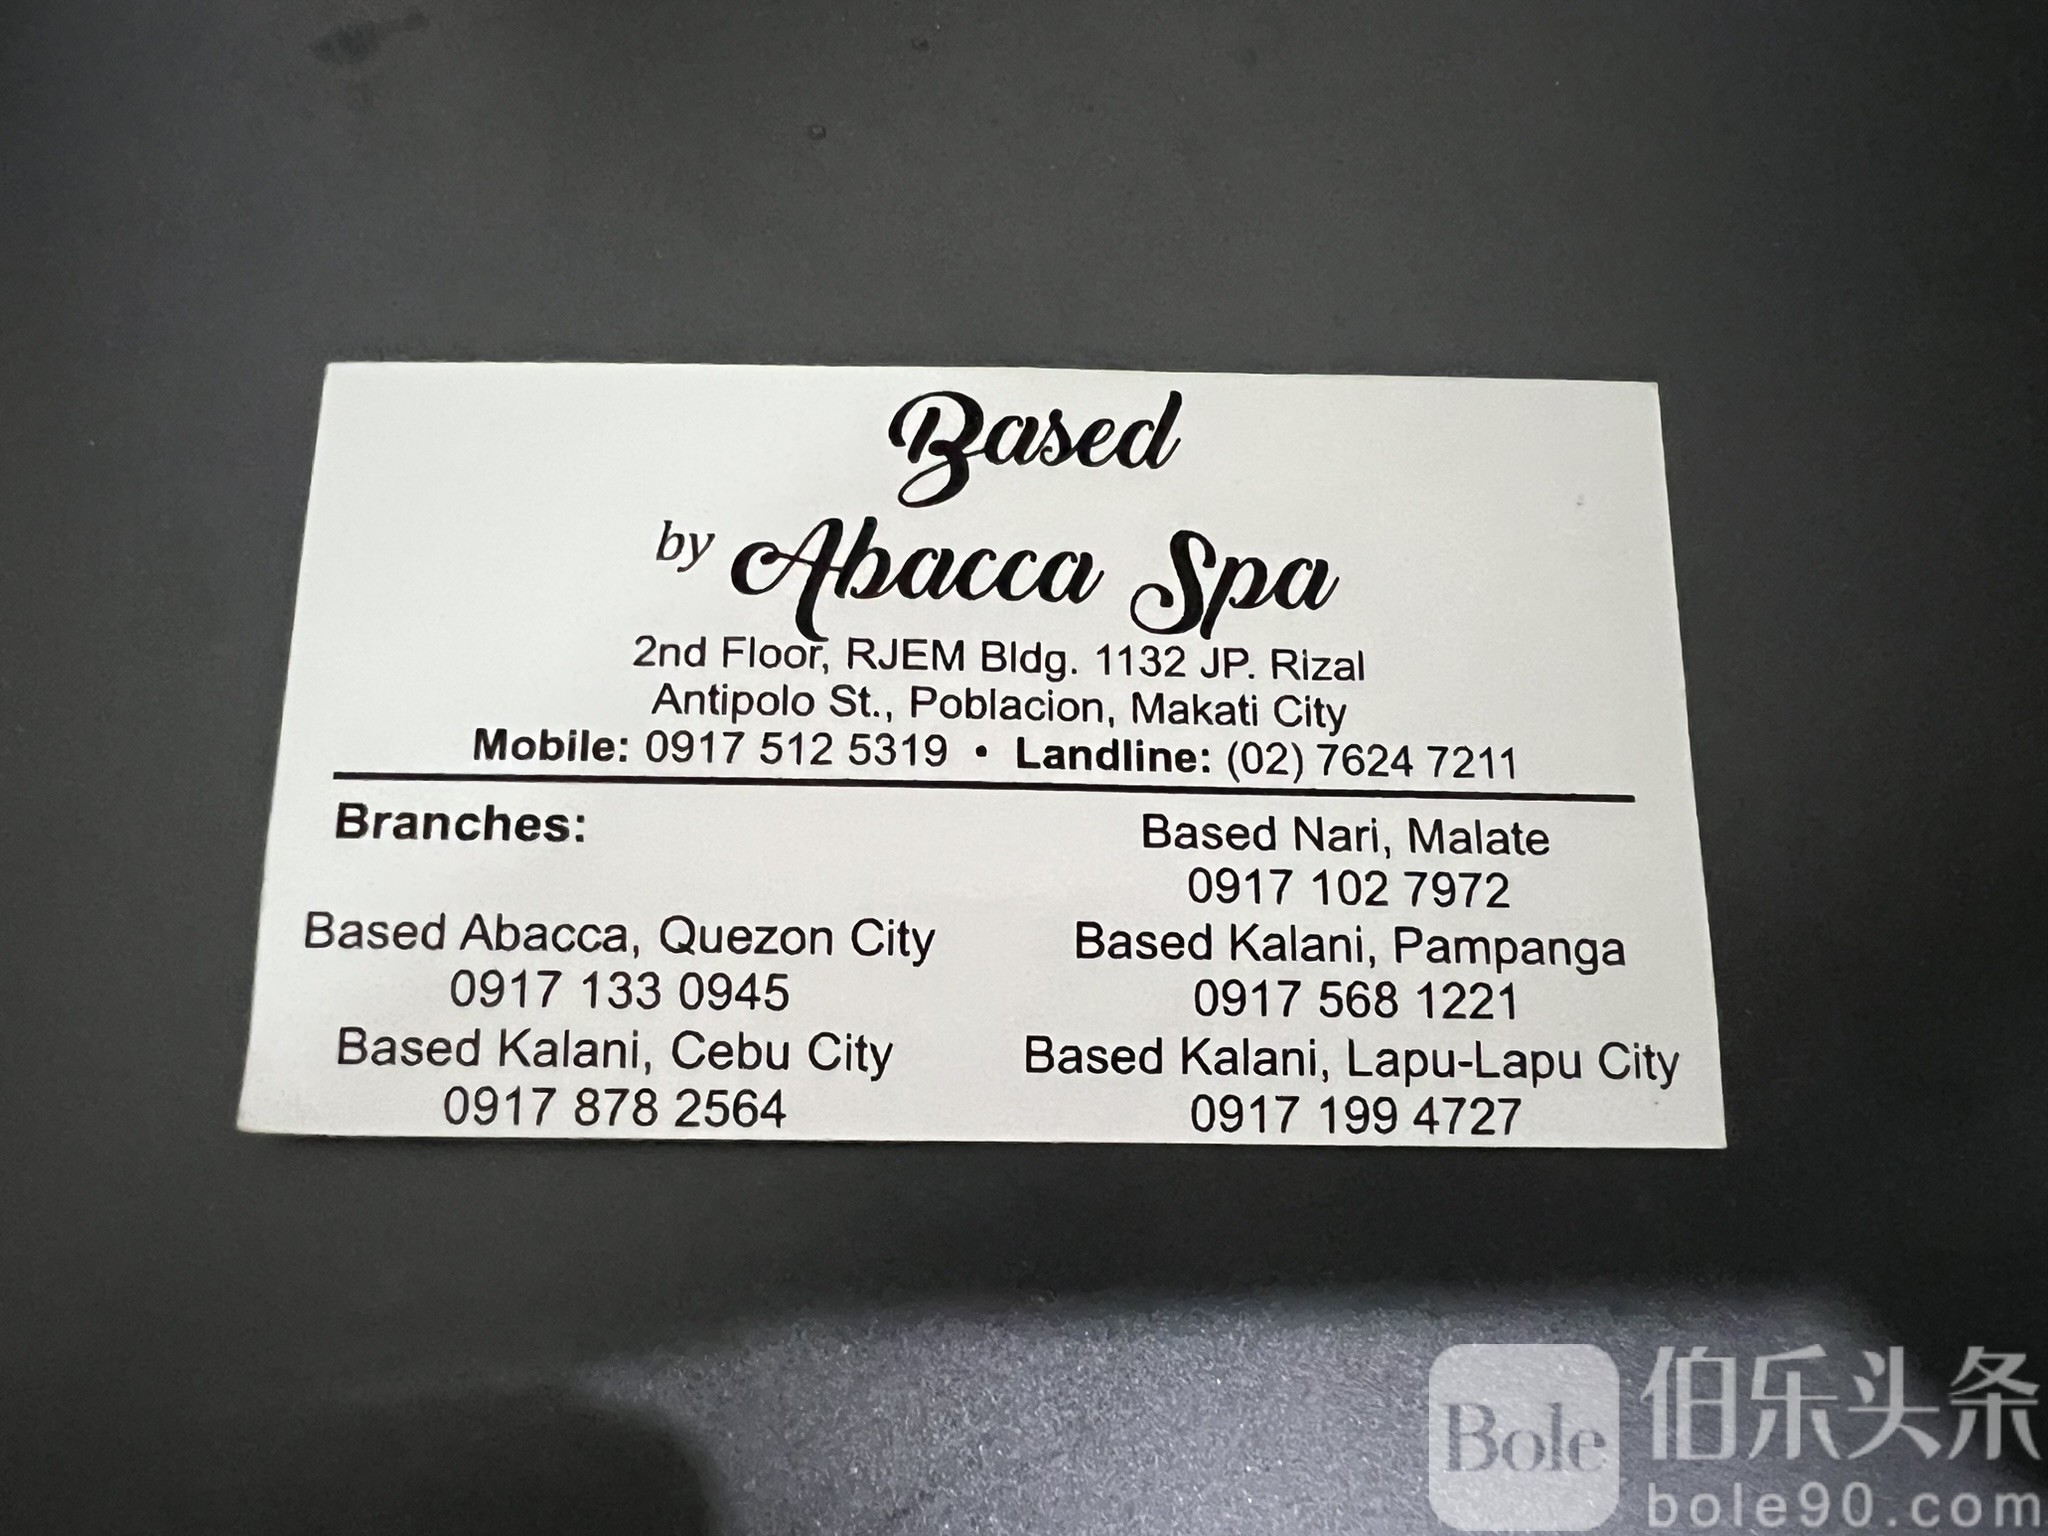 Based
by Abacca Spa
2nd Floor, RJEM Bldg. 1132 JP. Rizal
Antipolo St., Poblacion, Makati City
Mobile: 0917 512 5319 • Landline: (02) 7624 7211
Branches:
Based Abacca, Quezon City
0917 133 0945
Based Kalani, Cebu City
0917 878 2564
Based Nari, Malate
0917 102 7972
Based Kalani, Pampanga
0917 568 1221
Based Kalani, Lapu-Lapu City
0917 199 4727
Bole 伯乐头条
bole90.com